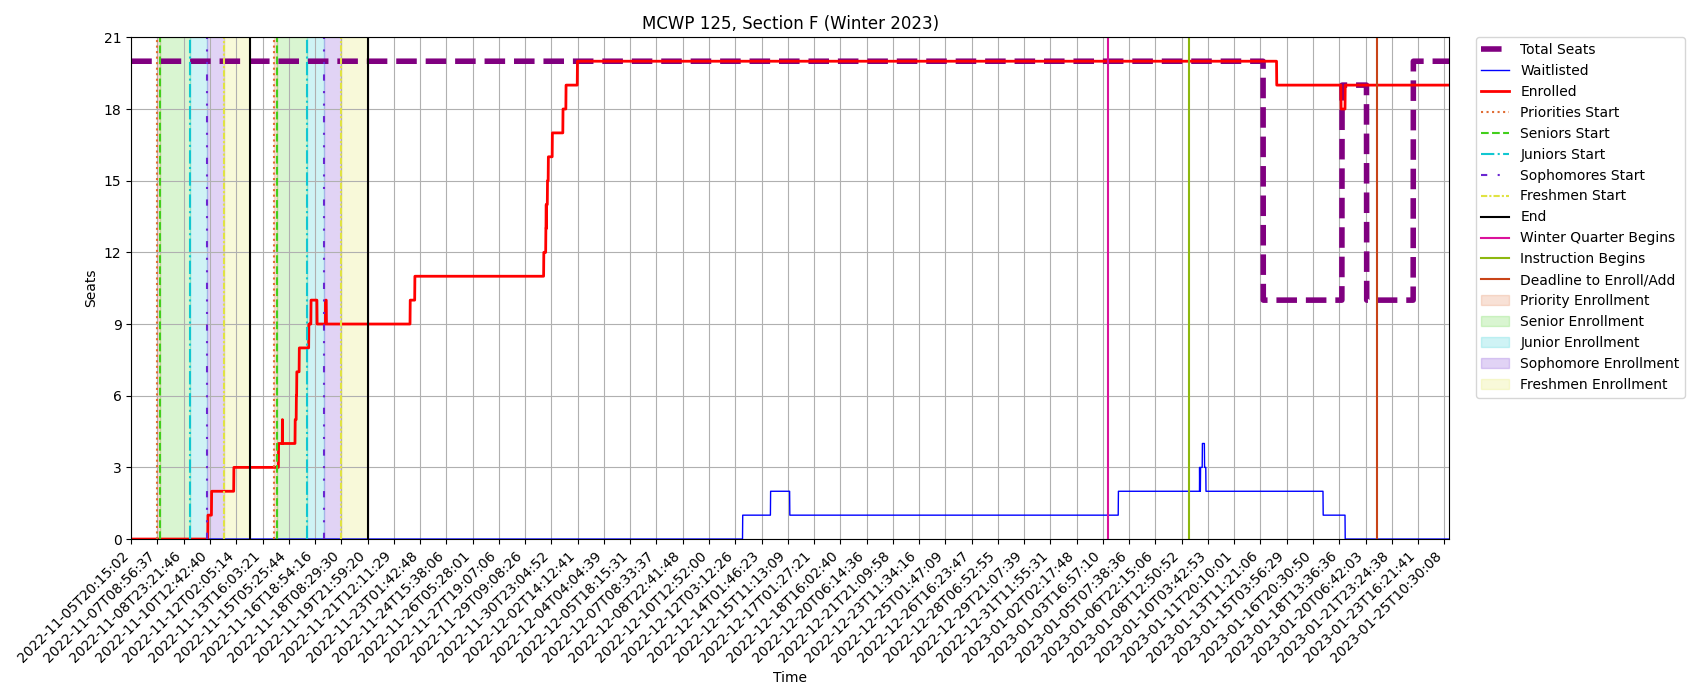 MCWP 125, Section F (Winter 2023)
21
18
15
12
9
6
3
0
Seats
2022-11-05T20:15:02
2022-11-07T08:56:37
2022-11-08T23:21:46
2022-11-10T12:42:40
2022-11-12T02:05:14
2022-11-13T16:03:21
2022-11-15T05:25:44
2022-11-16T18:54:16
2022-11-18T08:29:30
2022-11-19T21:59:20
2022-11-21T12:11:29
2022-11-23T01:42:48
2022-11-24T15:38:06
2022-11-26T05:28:01
2022-11-27T19:07:06
2022-11-29T09:08:26
2022-11-30T23:04:52
2022-12-02T14:12:41
2022-12-04T04:04:39
2022-12-05T18:15:31
2022-12-07T08:33:37
2022-12-08T22:41:48
2022-12-10T12:52:00
2022-12-12T03:12:26
2022-12-14T01:46:23
2022-12-15T11:13:09
2022-12-17T01:27:21
2022-12-18T16:02:40
2022-12-20T06:14:36
2022-12-21T21:09:58
2022-12-23T11:34:16
2022-12-25T01:47:09
2022-12-26T16:23:47
2022-12-28T06:52:55
2022-12-29T21:07:39
2022-12-31T11:55:31
2023-01-02T02:17:48
2023-01-03T16:57:10
2023-01-05T07:38:36
2023-01-06T22:15:06
2023-01-08T12:50:52
2023-01-10T03:42:53
2023-01-11T20:10:01
2023-01-13T11:21:06
2023-01-15T03:56:29
2023-01-16T20:30:50
2023-01-18T13:36:36
2023-01-20T06:42:03
2023-01-21T23:24:38
2023-01-23T16:21:41
2023-01-25T10:30:08
Time
Total Seats
Waitlisted
Enrolled
Priorities Start
Seniors Start
Juniors Start
Sophomores Start
Freshmen Start
End
Winter Quarter Begins
Instruction Begins
Deadline to Enroll/Add
Priority Enrollment
Senior Enrollment
Junior Enrollment
Sophomore Enrollment
Freshmen Enrollment